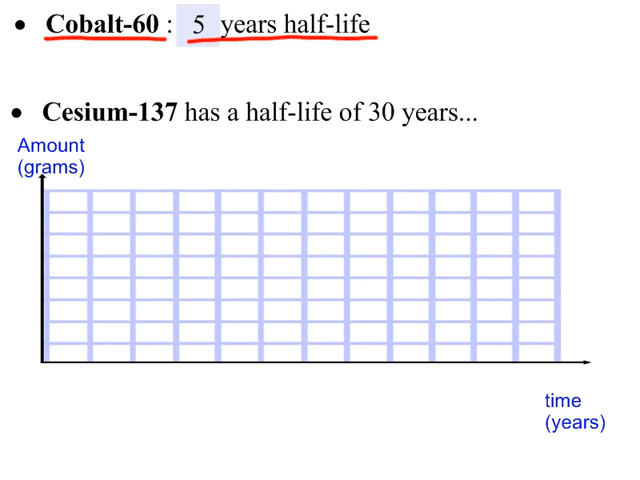 • Cobalt-60 : 5 years half-life
• Cesium-137 has a half-life of 30 years...
Amount
(grams)
time
(years)